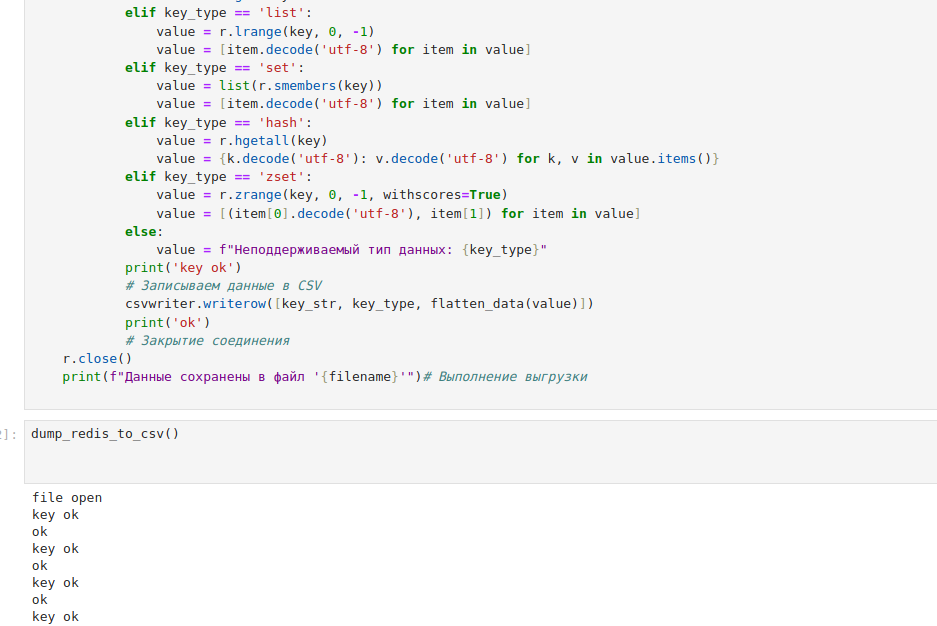 elif key_type == 'list':
value = r.lrange(key, 0, -1)
value = [item.decode('utf-8') for item in value]
elif key_type == 'set':
value = list(r.smembers(key))
value = [item.decode('utf-8') for item in value]
elif key_type == 'hash':
value = r.hgetall(key)
value = {k.decode('utf-8'): v.decode('utf-8') for k, v in value.items()}
elif key_type == 'zset':
value = r.zrange(key, 0, -1, withscores=True)
value = [(item[0].decode('utf-8'), item[1]) for item in value]
else:
value = f"Неподдерживаемый тип данных: {key_type}"
print('key ok')
# Записываем данные в CSV
csvwriter.writerow([key_str, key_type, flatten_data(value)])
print('ok')
# Закрытие соединения
r.close()
print(f"Данные сохранены в файл '{filename}'")# Выполнение выгрузки
]:
dump_redis_to_csv()
file open
key ok
ok
key ok
ok
key ok
ok
key ok